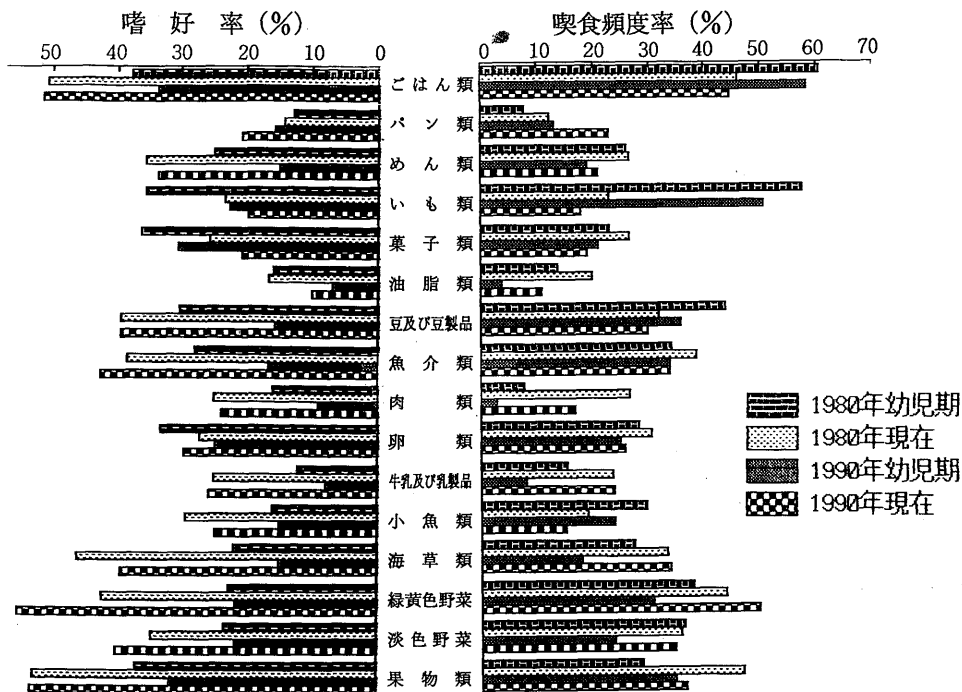 嗜好率(%)
喫食頻度率(%)
50 40 30 20 10 0
0 10 20 30 40 50 60 70
ごはん類
パン類
めん類
いも類
菓子類
油脂類
豆及び豆製品
魚介類
肉類
卵類
牛乳及び乳製品
小魚類
海草類
緑黄色野菜
淡色野菜
果物類
1980年幼児期
1980年現在
1990年幼児期
1990年現在